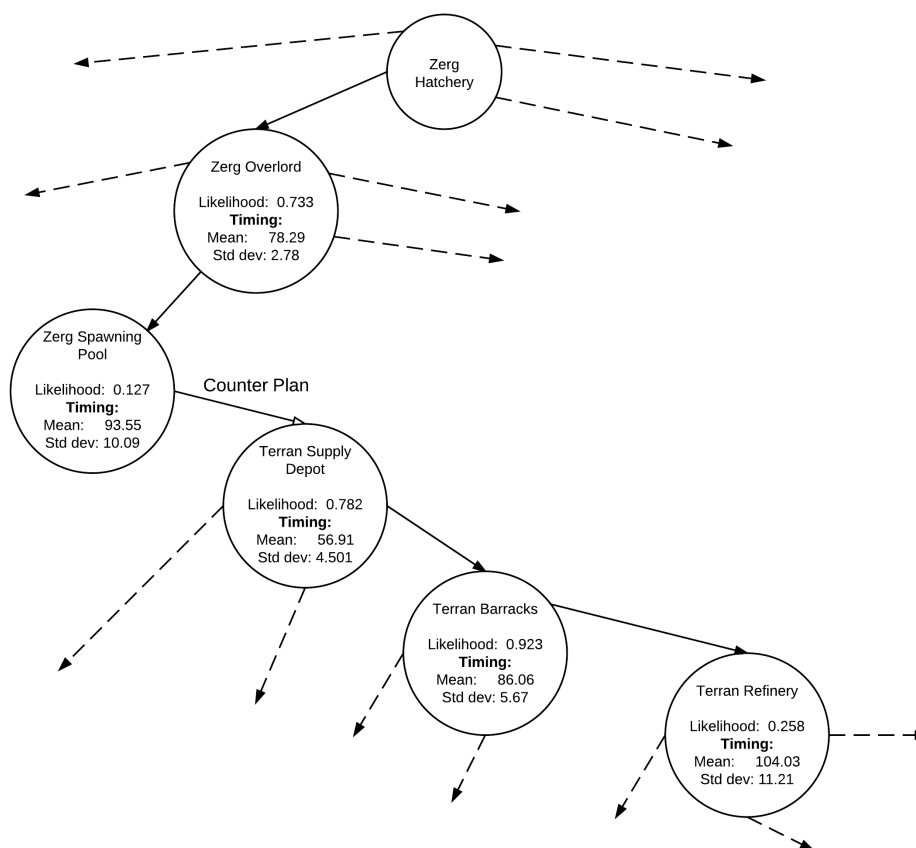 Zerg
Hatchery
Zerg Overlord
Likelihood: 0.733
Timing:
Mean: 78.29
Std dev: 2.78
Zerg Spawning
Pool
Likelihood: 0.127
Timing:
Mean: 93.55
Std dev: 10.09
Counter Plan
Terran Supply
Depot
Likelihood: 0.782
Timing:
Mean: 56.91
Std dev: 4.501
Terran Barracks
Likelihood: 0.923
Timing:
Mean: 86.06
Std dev: 5.67
Terran Refinery
Likelihood: 0.258
Timing:
Mean: 104.03
Std dev: 11.21